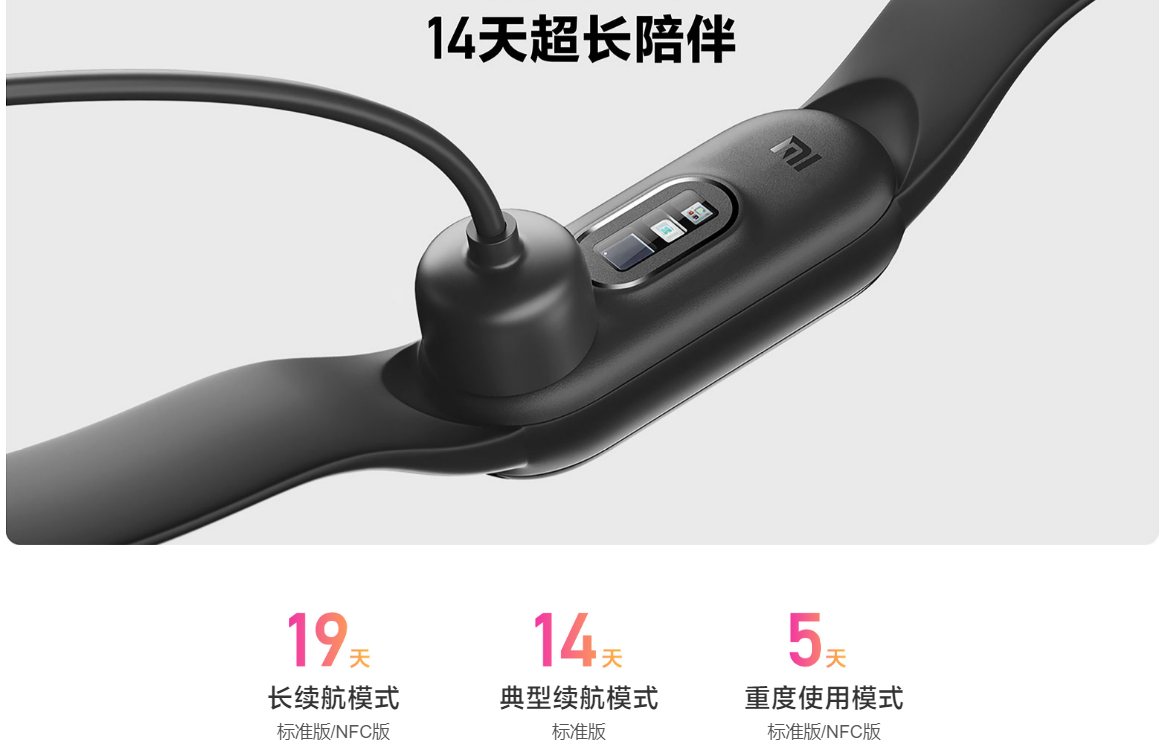 14天超长陪伴
19天
14天
5天
长续航模式
典型续航模式
重度使用模式
标准版/NFC版
标准版
标准版/NFC版